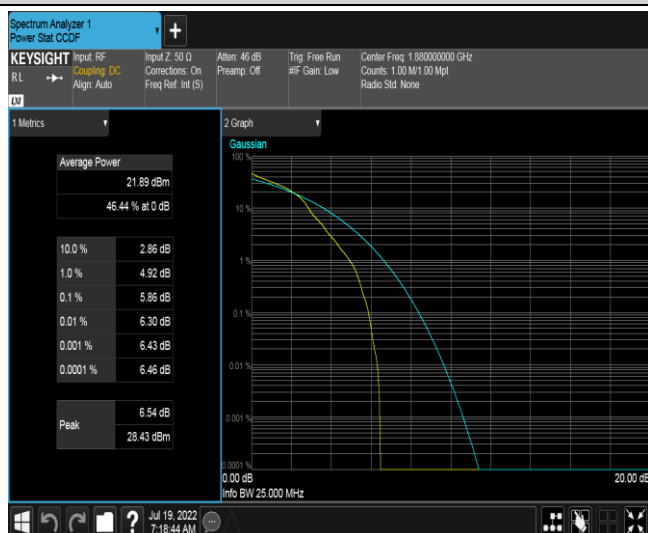 Spectrum Analyzer 1
Power Stat CCDF
KEYSIGHT
RL
LXI
Input: RF
Coupling: DC
Align: Auto
Input Z: 50 Ω
Corrections: On
Freq Ref: Int (S)
Atten: 46 dB
Preamp: Off
Trig: Free Run
#IF Gain: Low
Center Freq: 1.880000000 GHz
Counts: 1.00 M/1.00 Mpt
Radio Std: None
1 Metrics
Average Power
21.89 dBm
46.44 % at 0 dB
10.0 % 2.86 dB
1.0 % 4.92 dB
0.1 % 5.86 dB
0.01 % 6.30 dB
0.001 % 6.43 dB
0.0001 % 6.46 dB
Peak
6.54 dB
28.43 dBm
2 Graph
Gaussian
100 %
10 %
1 %
0.1 %
0.01 %
0.001 %
0.0001 %
0.00 dB
20.00 dB
Info BW 25.000 MHz
?
Jul 19, 2022
7:18:44 AM